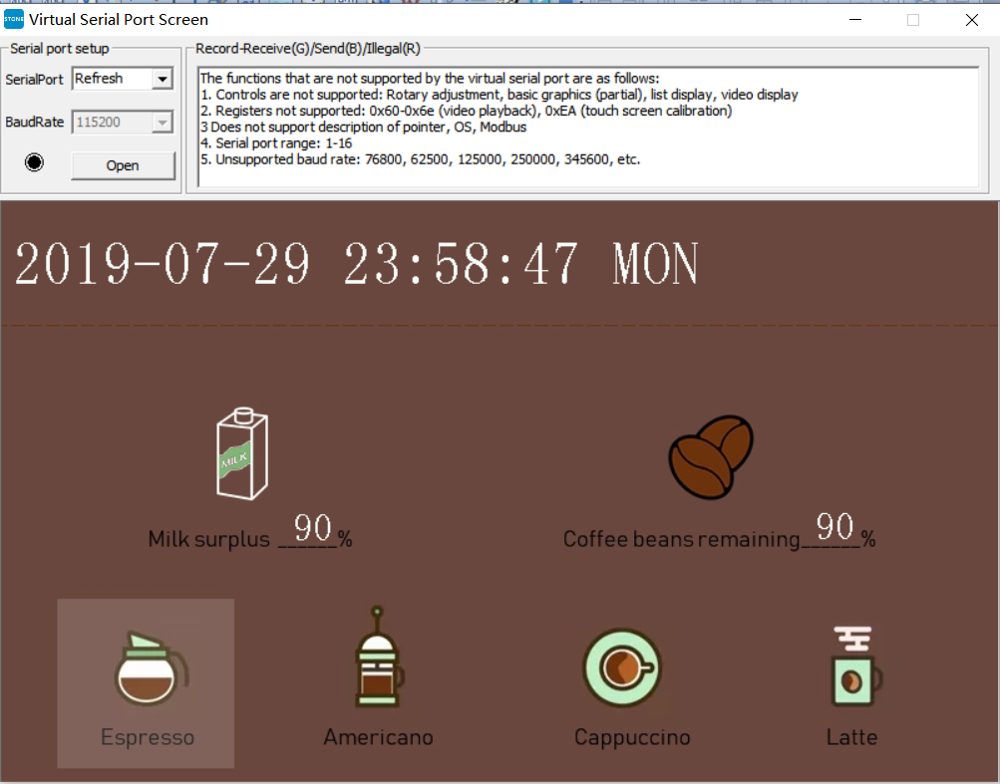 STONE Virtual Serial Port Screen
Serial port setup
SerialPort Refresh
BaudRate 115200
Open
Record-Receive(G)/Send(B)/Illegal(R)
The functions that are not supported by the virtual serial port are as follows:
1. Controls are not supported: Rotary adjustment, basic graphics (partial), list display, video display
2. Registers not supported: 0x60-0x6e (video playback), 0xEA (touch screen calibration)
3 Does not support description of pointer, OS, Modbus
4. Serial port range: 1-16
5. Unsupported baud rate: 76800, 62500, 125000, 250000, 345600, etc.
2019-07-29 23:58:47 MON
MILK
Milk surplus 90%
Coffee beans remaining 90%
Espresso
Americano
Cappuccino
Latte